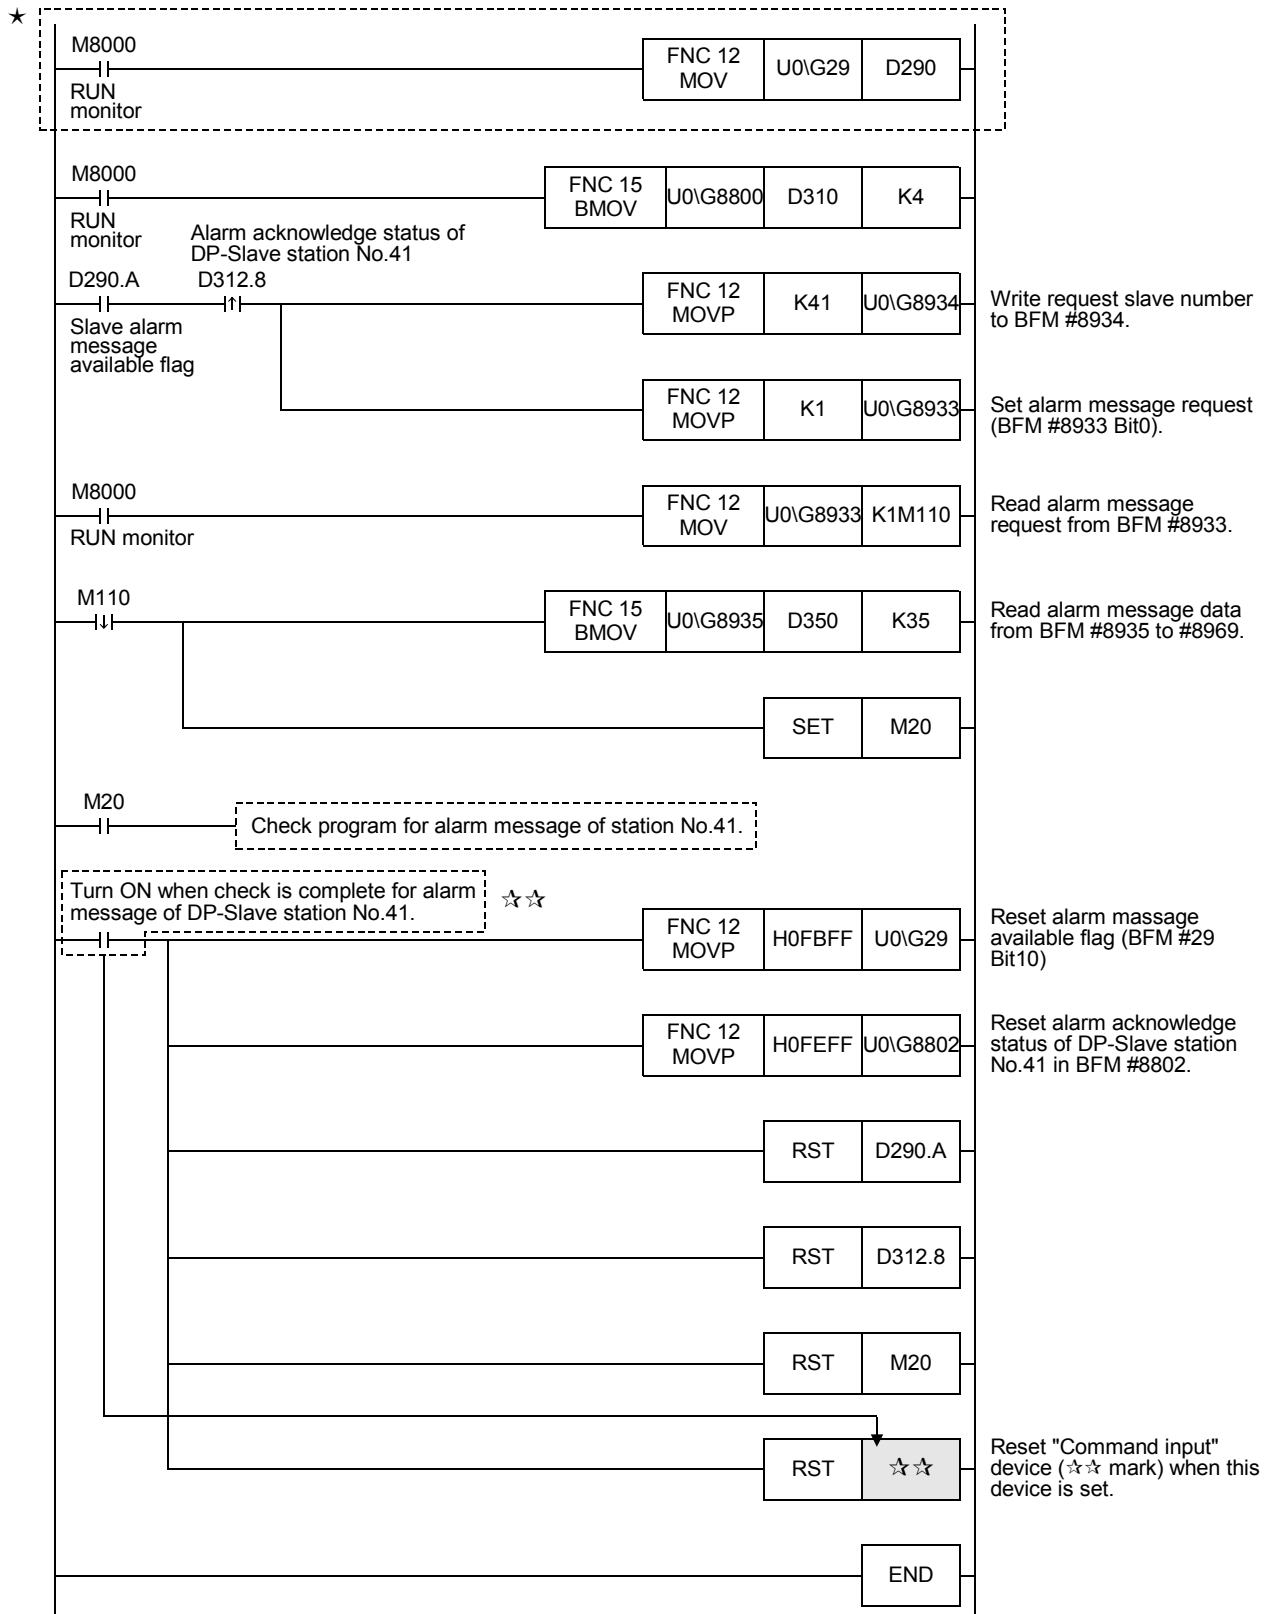 ★
M8000
RUN
monitor
FNC 12
MOV
U0\G29
D290
M8000
RUN
monitor
FNC 15
BMOV
U0\G8800
D310
K4
Alarm acknowledge status of
DP-Slave station No.41
D290.A
D312.8
Slave alarm
message
available flag
FNC 12
MOVP
K41
U0\G8934
Write request slave number
to BFM #8934.
FNC 12
MOVP
K1
U0\G8933
Set alarm message request
(BFM #8933 Bit0).
M8000
RUN monitor
FNC 12
MOV
U0\G8933
K1M110
Read alarm message
request from BFM #8933.
M110
FNC 15
BMOV
U0\G8935
D350
K35
Read alarm message data
from BFM #8935 to #8969.
SET
M20
M20
Check program for alarm message of station No.41.
Turn ON when check is complete for alarm
message of DP-Slave station No.41.
☆☆
FNC 12
MOVP
H0FBFF
U0\G29
Reset alarm massage
available flag (BFM #29
Bit10)
FNC 12
MOVP
H0FEFF
U0\G8802
Reset alarm acknowledge
status of DP-Slave station
No.41 in BFM #8802.
RST
D290.A
RST
D312.8
RST
M20
RST
☆☆
Reset "Command input"
device (☆☆ mark) when this
device is set.
END